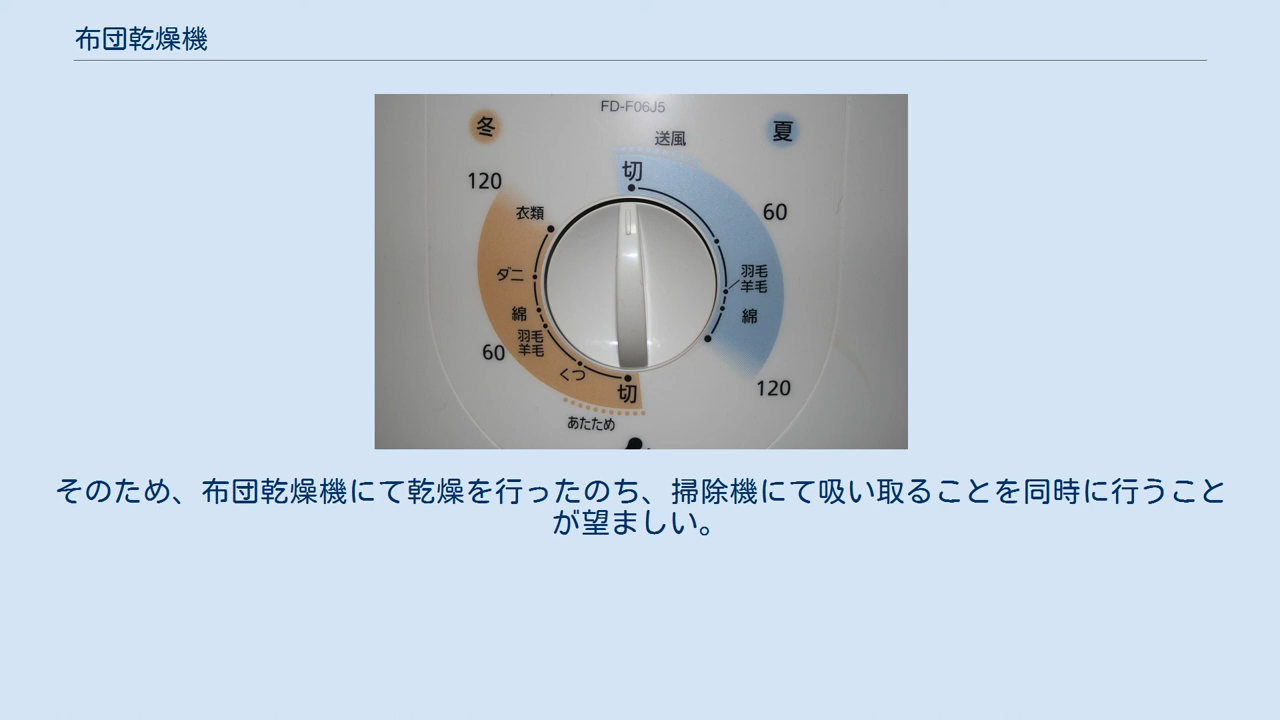 布団乾燥機
FD-F06J5
冬
夏
送風
切
120
60
衣類
ダニ
羽毛
羊毛
綿
綿
羽毛
羊毛
60
くつ
切
120
あたため
そのため、布団乾燥機にて乾燥を行ったのち、掃除機にて吸い取ることを同時に行うこと
が望ましい。